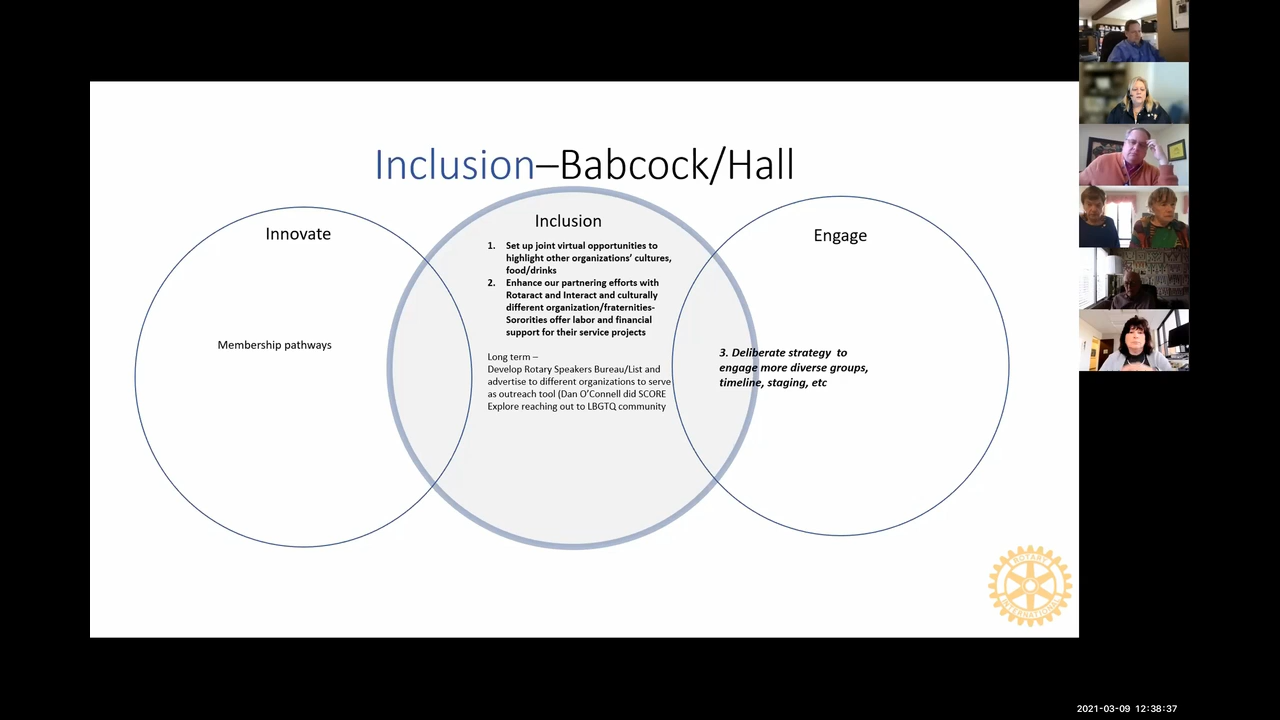 Inclusion–Babcock/Hall
Innovate
Membership pathways
Inclusion
1. Set up joint virtual opportunities to
highlight other organizations’ cultures,
food/drinks
2. Enhance our partnering efforts with
Rotaract and Interact and culturally
different organization/fraternities-
Sororities offer labor and financial
support for their service projects
Long term –
Develop Rotary Speakers Bureau/List and
advertise to different organizations to serve
as outreach tool (Dan O’Connell did SCORE
Explore reaching out to LBGTQ community
Engage
3. Deliberate strategy to
engage more diverse groups,
timeline, staging, etc
ROTARY
INTERNATIONAL
2021-03-09 12:38:37